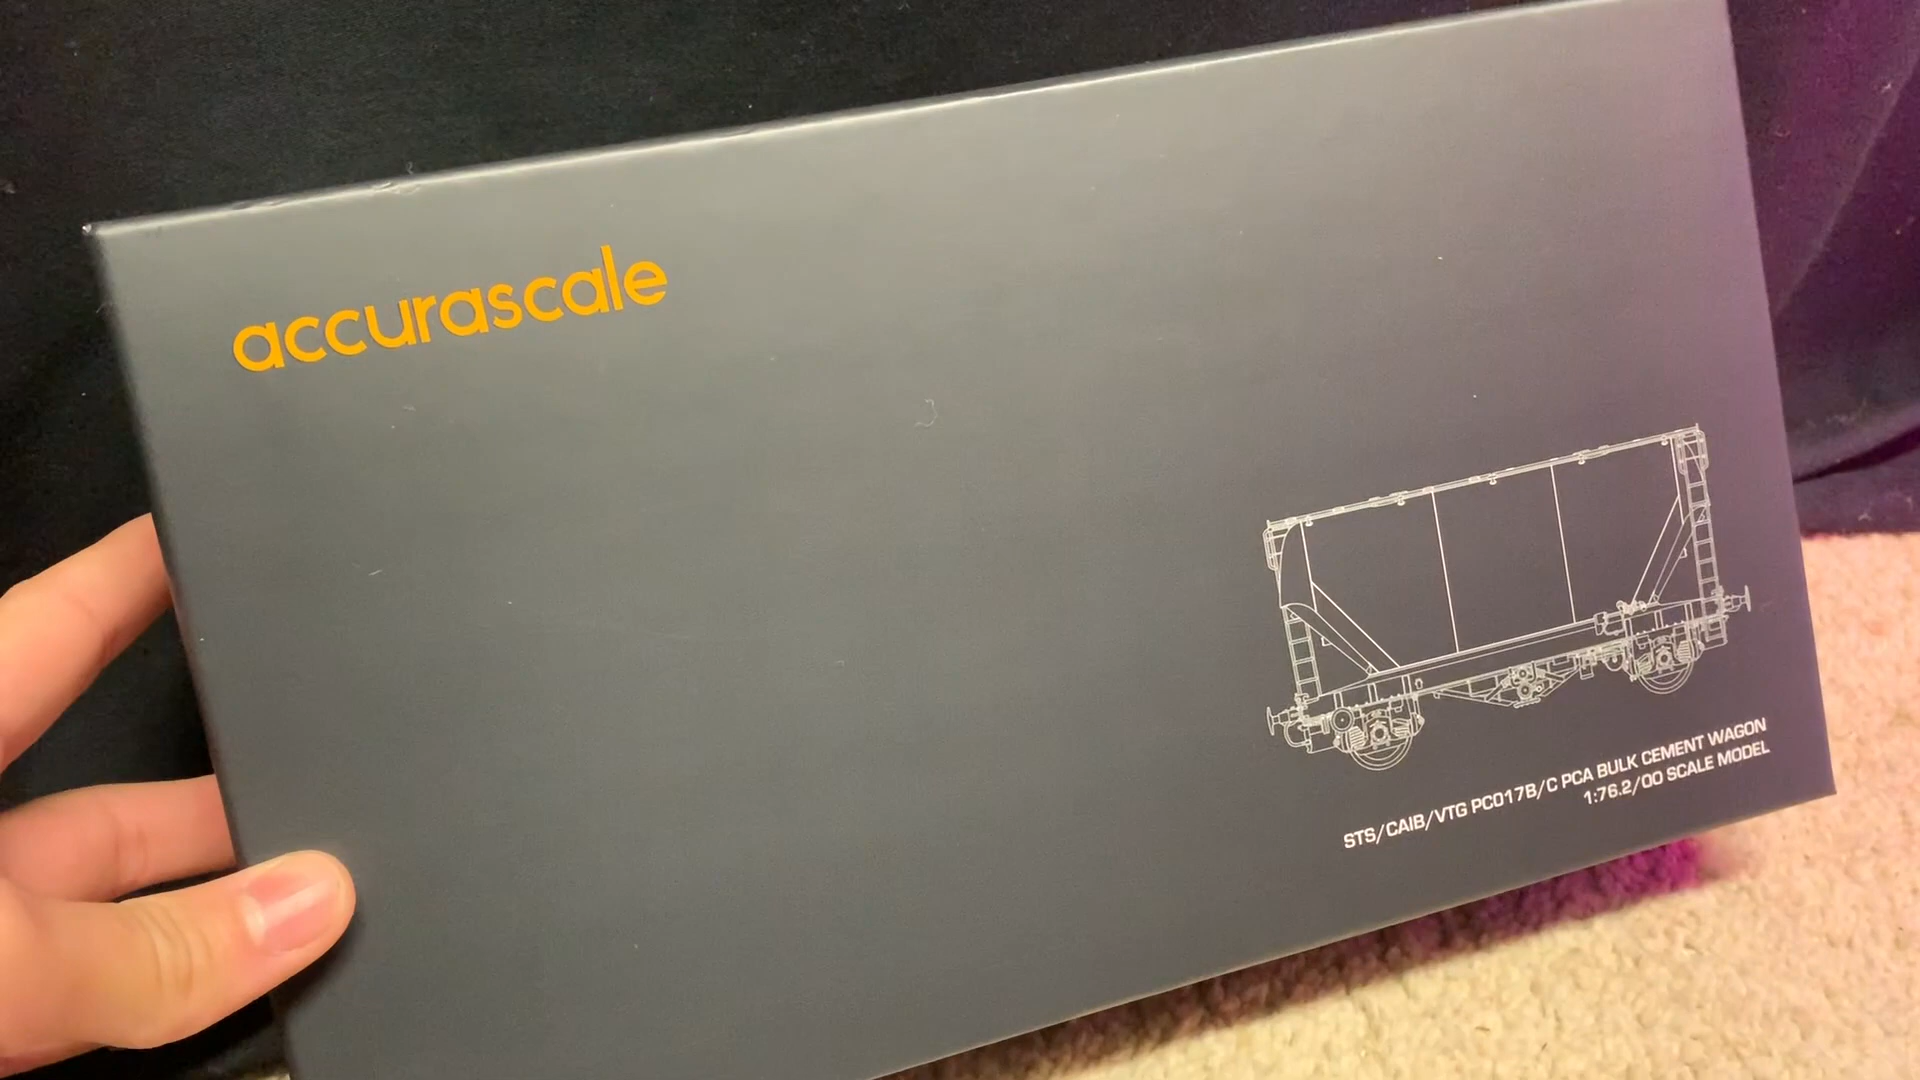 accurascale
STS/CAIB/VTG PC017B/C PCA BULK CEMENT WAGON
1:76.2/OO SCALE MODEL